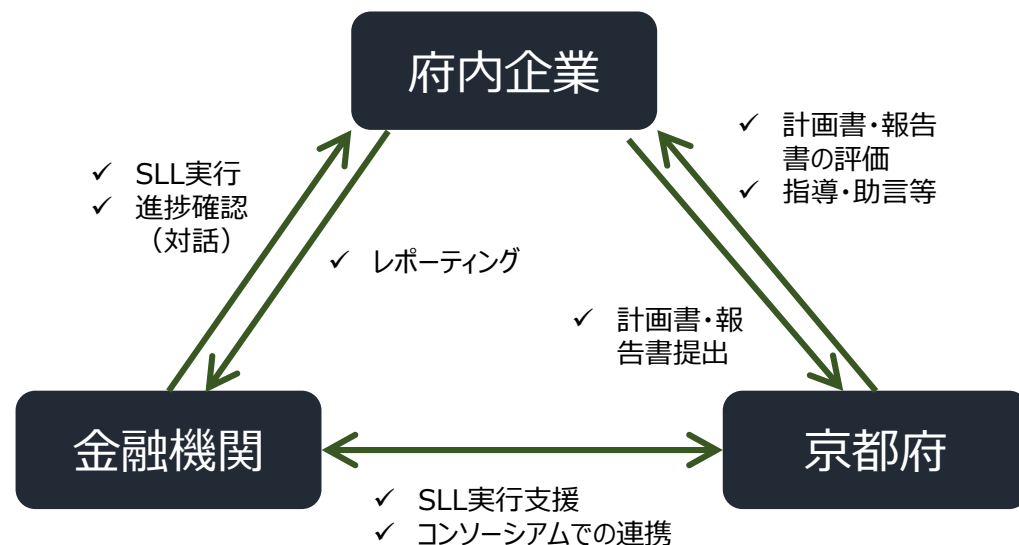 府内企業
✓ 計画書・報告
書の評価
✓ 指導・助言等
✓ SLL実行
✓ 進捗確認
（対話）
✓ レポーティング
✓ 計画書・報
告書提出
金融機関
京都府
✓ SLL実行支援
✓ コンソーシアムでの連携